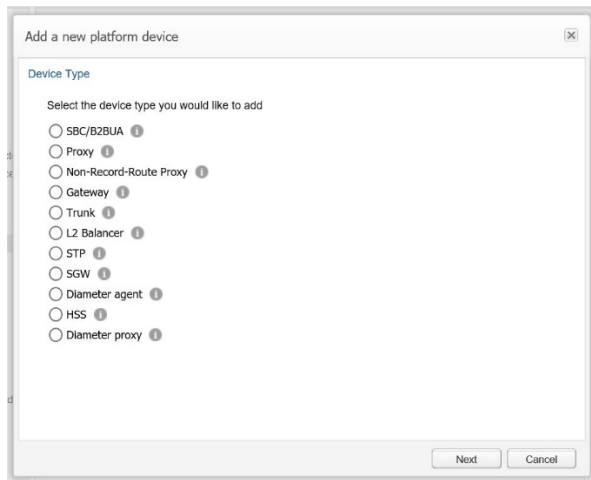 Add a new platform device
Device Type
Select the device type you would like to add
SBC/B2BUA
Proxy
Non-Record-Route Proxy
Gateway
Trunk
L2 Balancer
STP
SGW
Diameter agent
HSS
Diameter proxy
Next Cancel